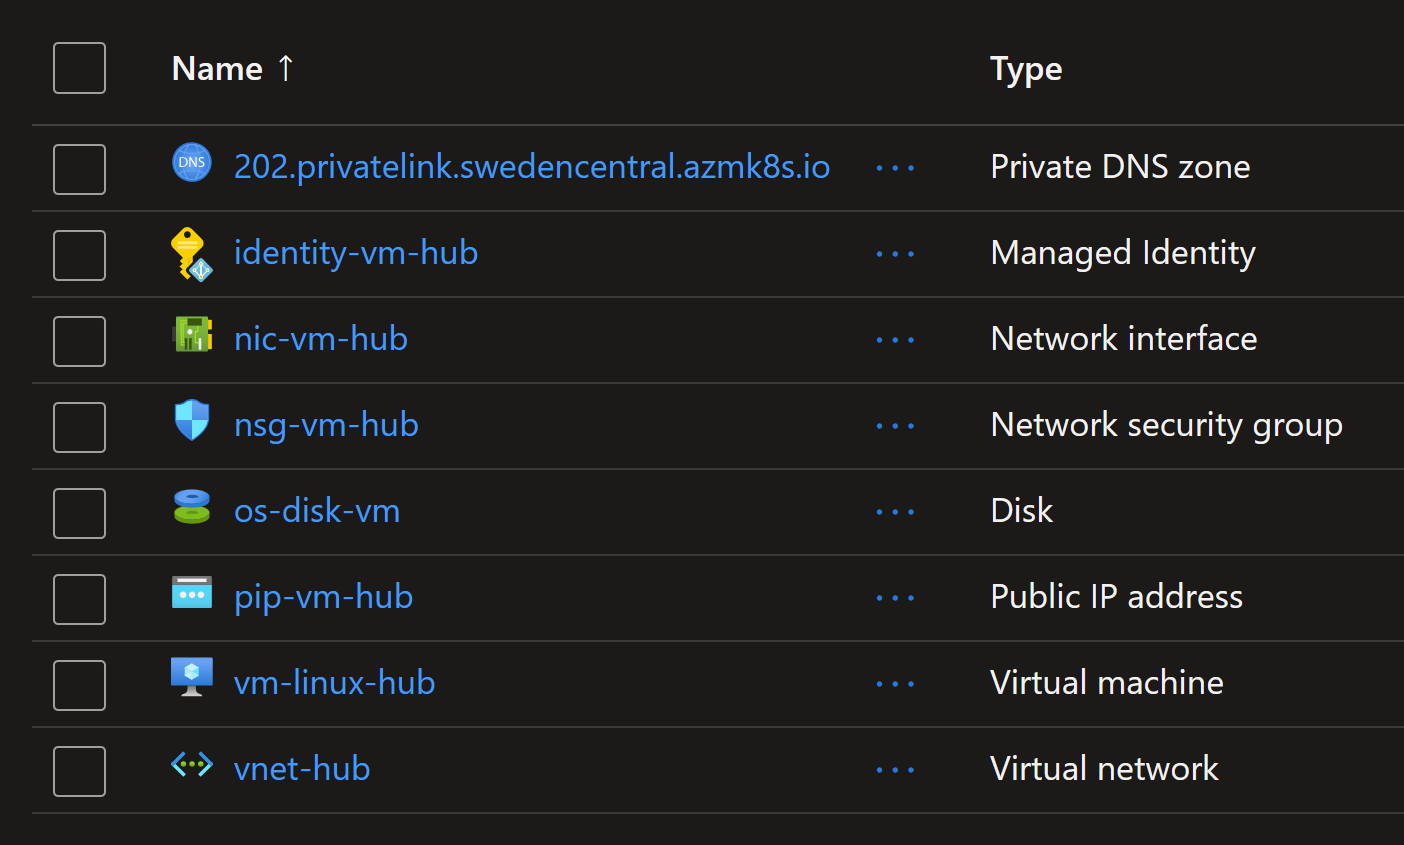 Name ↑ Type
DNS 202.privatelink.swedencentral.azmk8s.io ... Private DNS zone
identity-vm-hub ... Managed Identity
nic-vm-hub ... Network interface
nsg-vm-hub ... Network security group
os-disk-vm ... Disk
pip-vm-hub ... Public IP address
vm-linux-hub ... Virtual machine
vnet-hub ... Virtual network